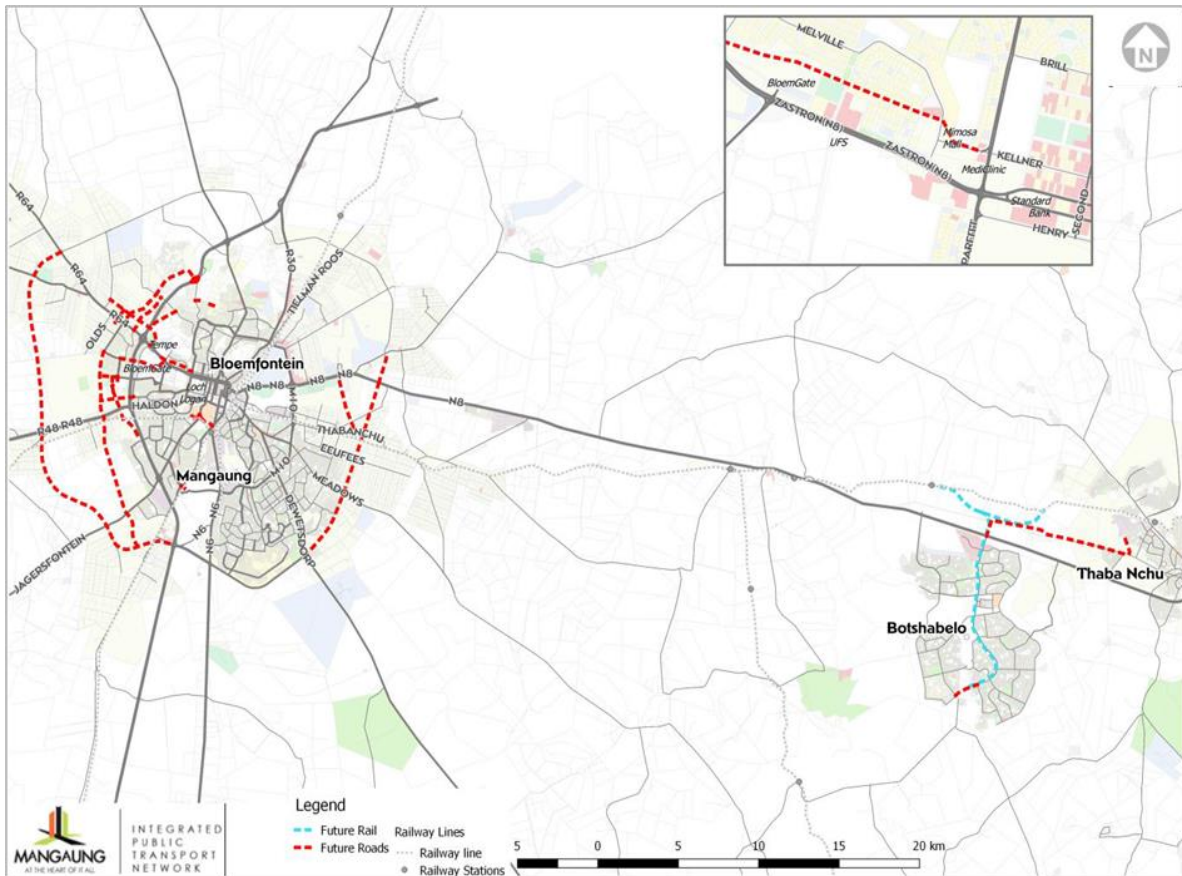 MELVILLE
BRILL
BloemGate
ZASTRON(N8)
UFS
ZASTRON(N8)
Mimosa
Mall
KELLNER
MediClinic
Standard
Bank
SECOND
HENRY
N
R64
R64
R64
R30
TIELMAN ROOS
OLDS
Tempe
Bloemfontein
BloemGate
Loch
Logan
N8
N8
N8
N8
N8
HALDON
M10
R48
R48
THABANCHU
EEUFEES
MEADOWS
Mangaung
M10
DEWETSDORP
N6
N6
N6
JAGERSFONTEIN
Thaba Nchu
Botshabelo
MANGAUNG
AT THE HEART OF IT ALL
INTEGRATED
PUBLIC
TRANSPORT
NETWORK
Legend
Future Rail
Future Roads
Railway Lines
Railway line
Railway Stations
5 0 5 10 15 20 km